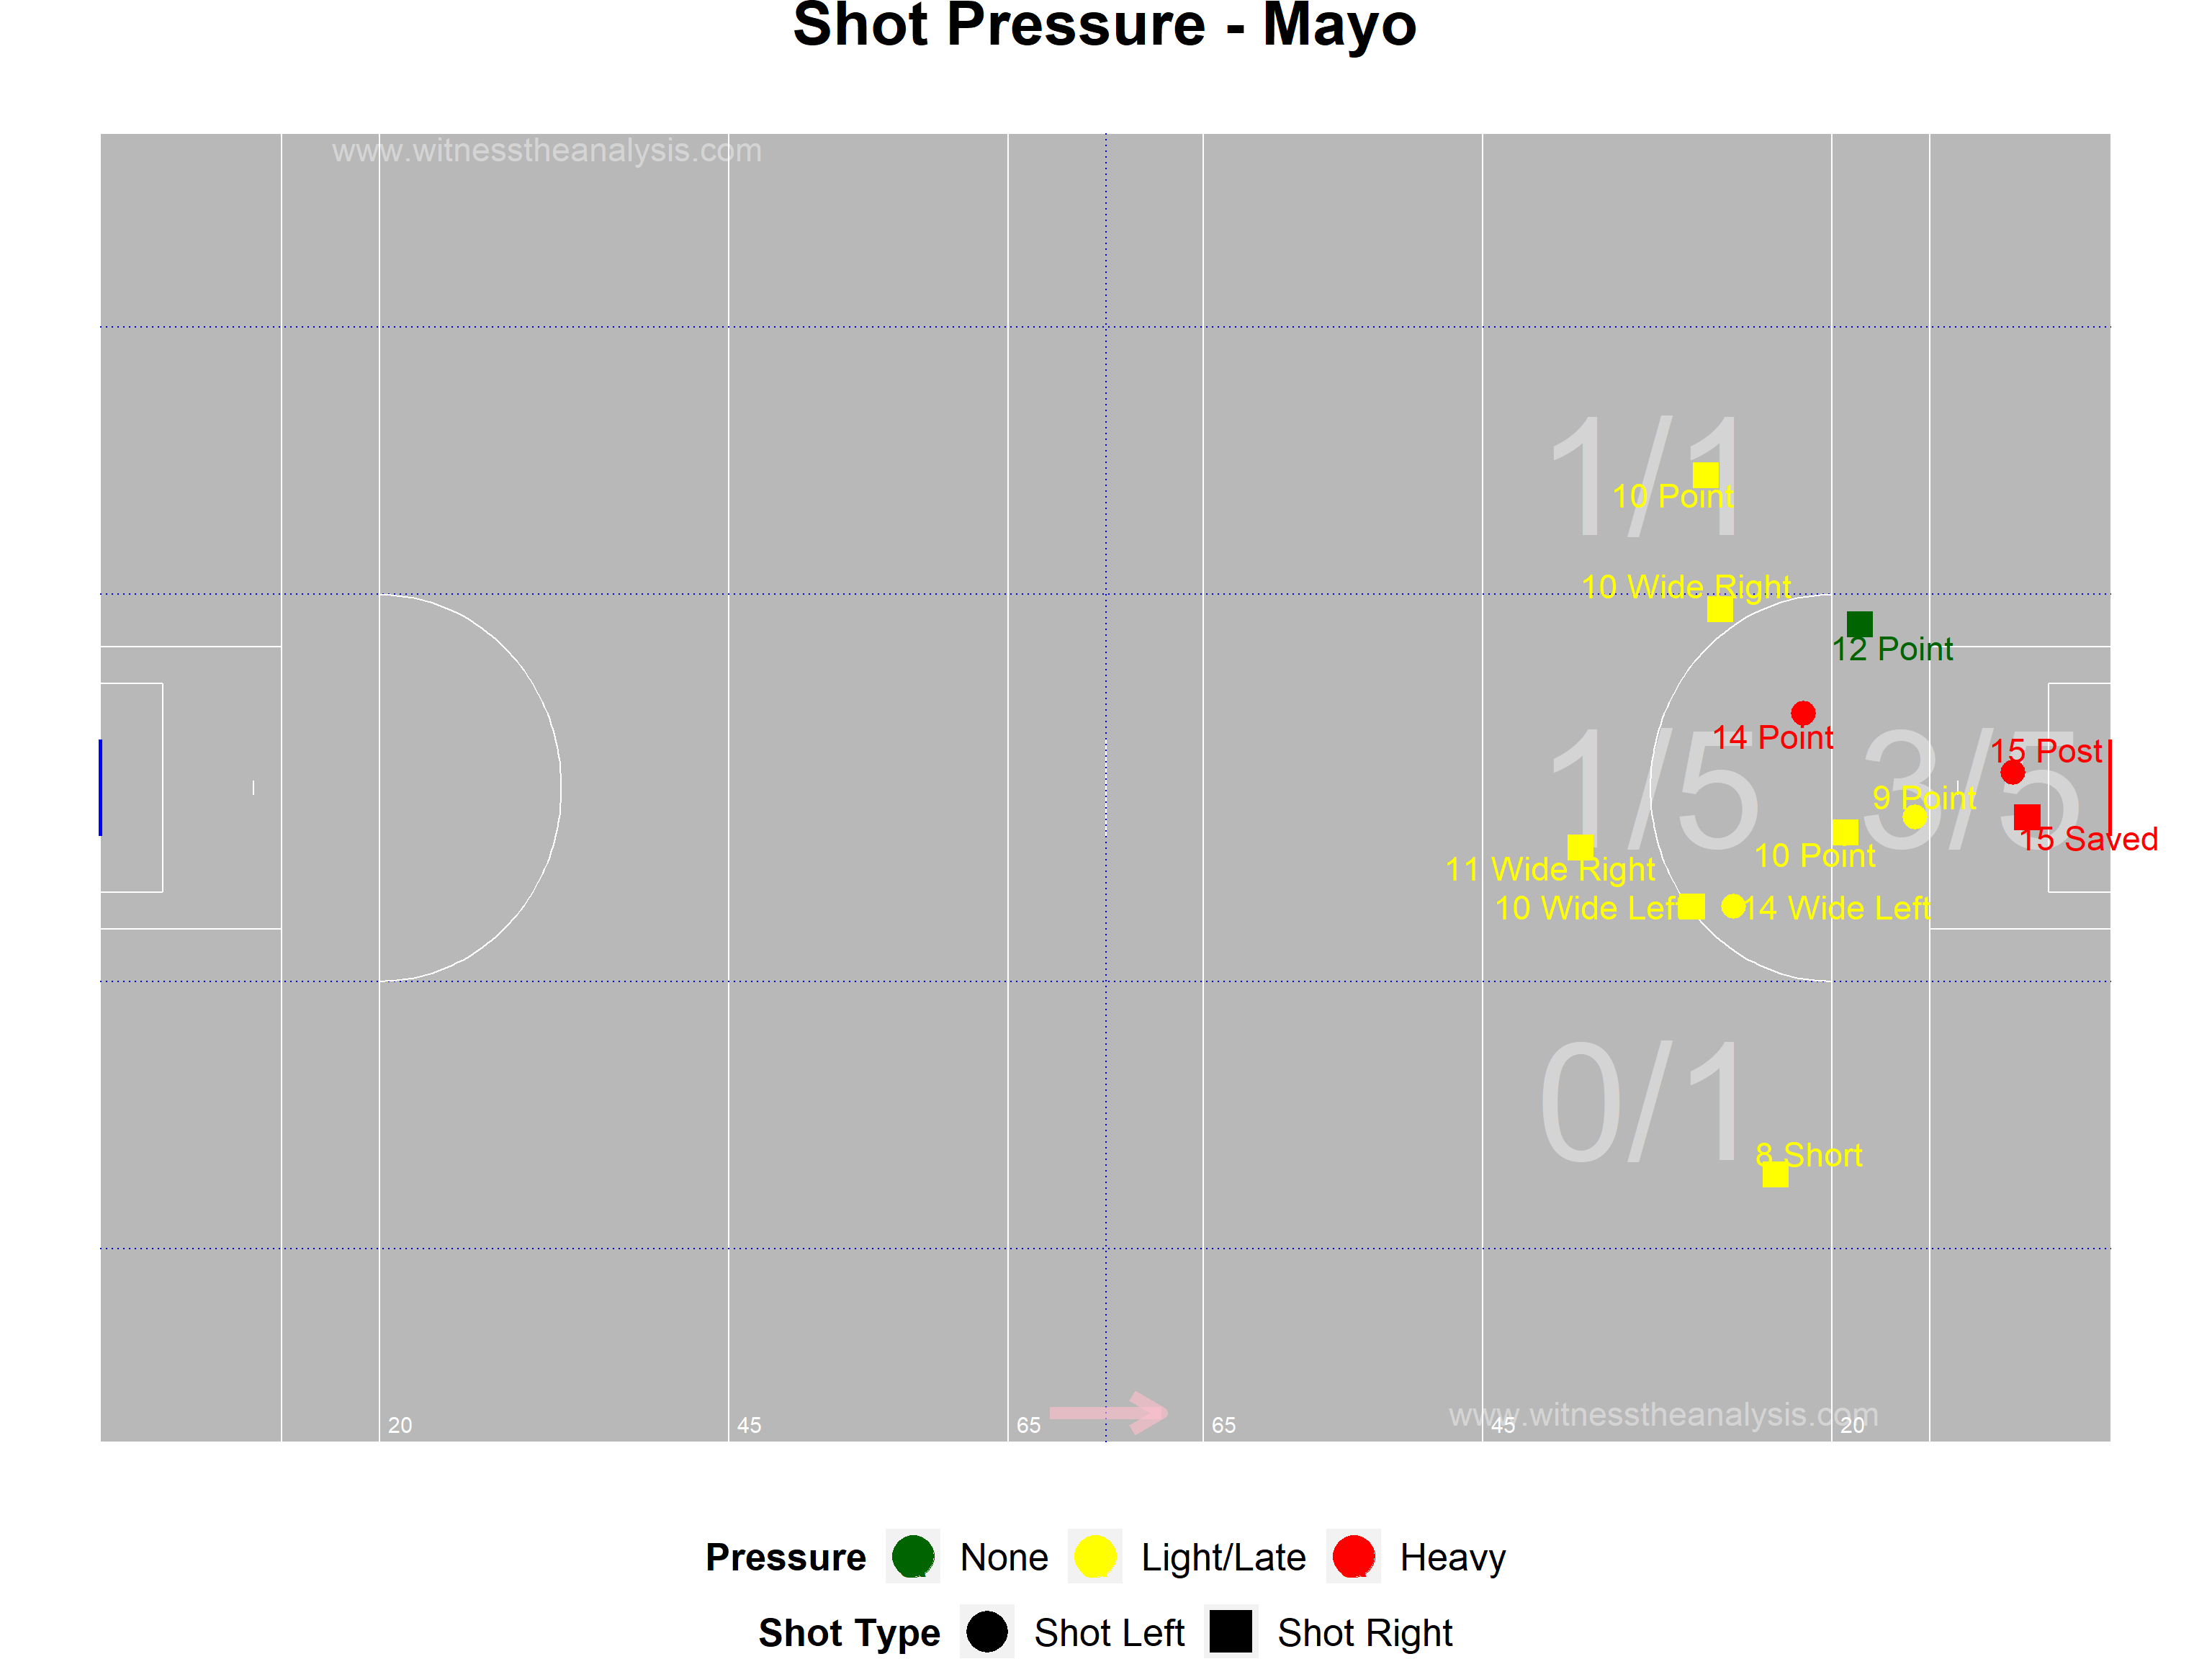 Shot Pressure - Mayo
www.witnesstheanalysis.com
1/1
10 Point
10 Wide Right
12 Point
14 Point
1/5
3/5
15 Post
9 Point
15 Saved
10 Point
11 Wide Right
10 Wide Left
14 Wide Left
0/1
8 Short
www.witnesstheanalysis.com
20 45 65 65 45 20
Pressure None Light/Late Heavy
Shot Type Shot Left Shot Right